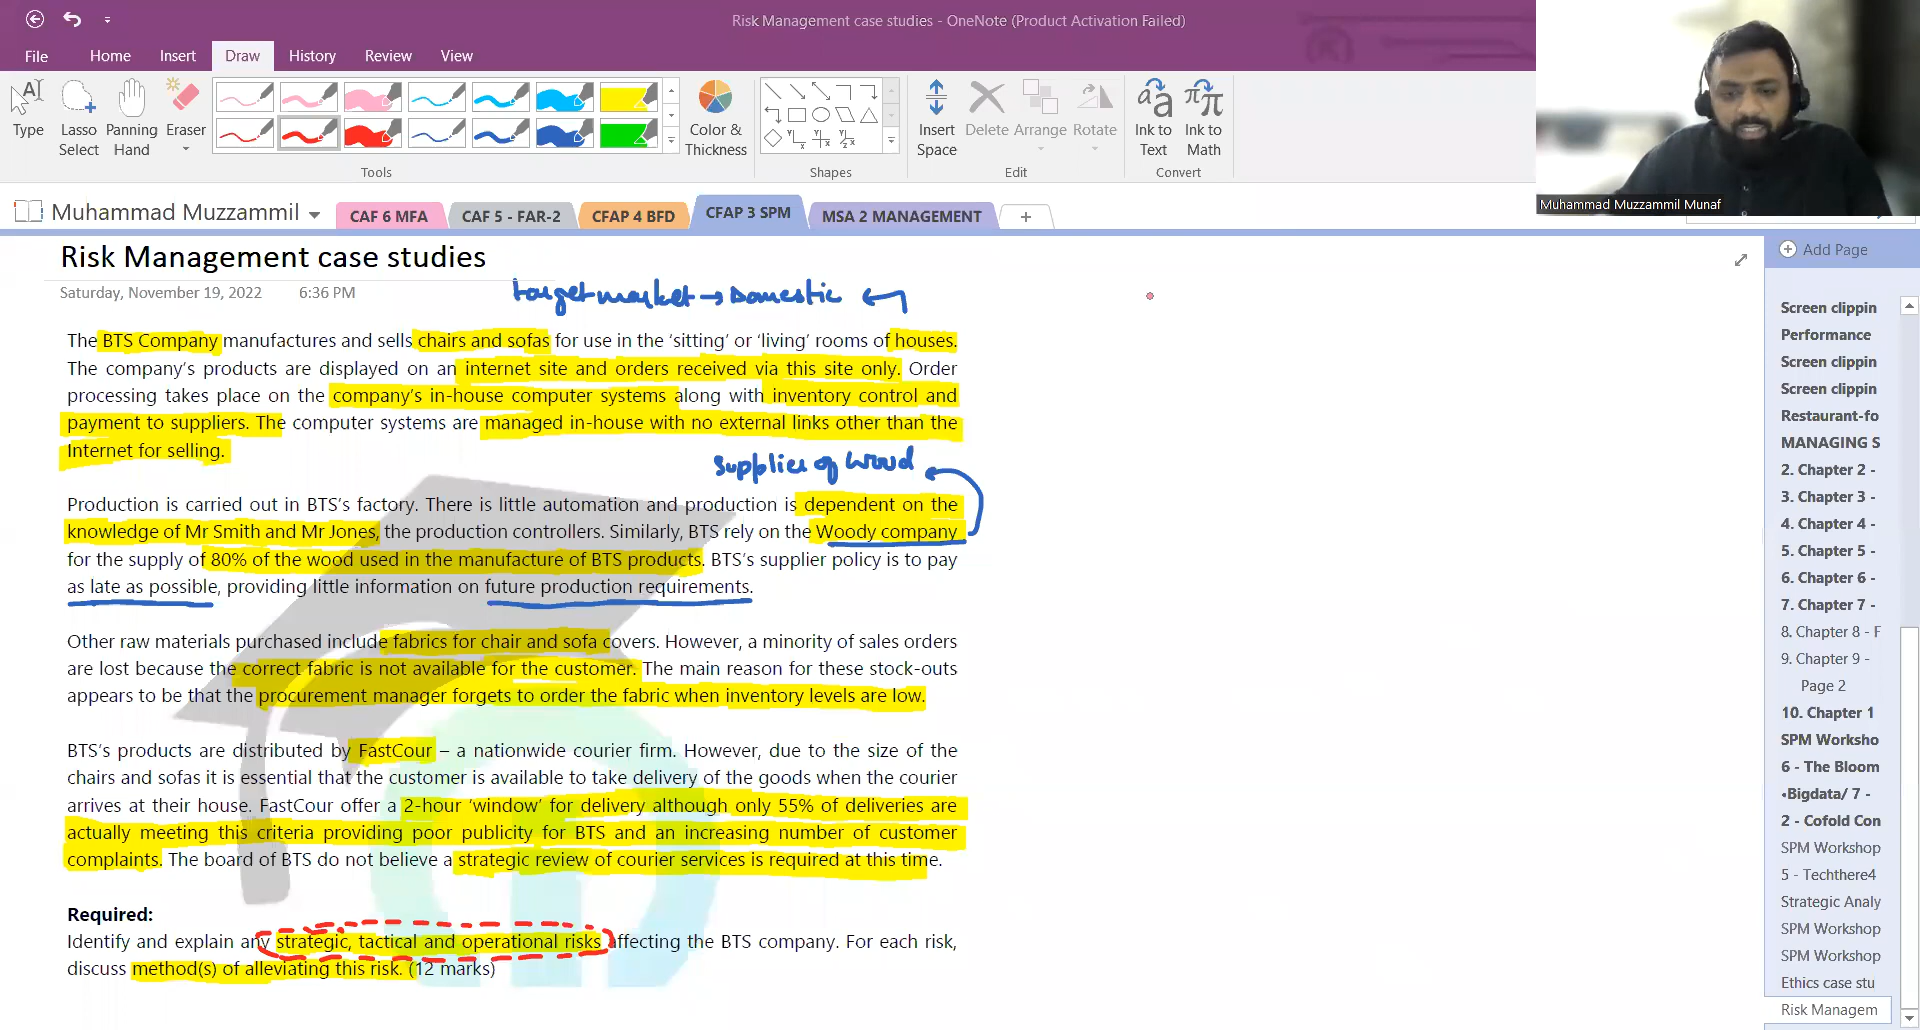 Risk Management case studies - OneNote (Product Activation Failed)
File Home Insert Draw History Review View
Type
Lasso Select
Panning Hand
Eraser
Color & Thickness
Insert Space
Delete
Arrange
Rotate
Ink to Text
Ink to Math
Tools
Shapes
Edit
Convert
Muhammad Muzzammil Munaf
Muhammad Muzzammil
CAF 6 MFA
CAF 5 - FAR-2
CFAP 4 BFD
CFAP 3 SPM
MSA 2 MANAGEMENT
Risk Management case studies
Saturday, November 19, 2022 6:36 PM
target market → Domestic
The BTS Company manufactures and sells chairs and sofas for use in the ‘sitting’ or ‘living’ rooms of houses.
The company’s products are displayed on an internet site and orders received via this site only. Order
processing takes place on the company’s in-house computer systems along with inventory control and
payment to suppliers. The computer systems are managed in-house with no external links other than the
Internet for selling.
Supplier of wood
Production is carried out in BTS’s factory. There is little automation and production is dependent on the
knowledge of Mr Smith and Mr Jones, the production controllers. Similarly, BTS rely on the Woody company
for the supply of 80% of the wood used in the manufacture of BTS products. BTS’s supplier policy is to pay
as late as possible, providing little information on future production requirements.
Other raw materials purchased include fabrics for chair and sofa covers. However, a minority of sales orders
are lost because the correct fabric is not available for the customer. The main reason for these stock-outs
appears to be that the procurement manager forgets to order the fabric when inventory levels are low.
BTS’s products are distributed by FastCour – a nationwide courier firm. However, due to the size of the
chairs and sofas it is essential that the customer is available to take delivery of the goods when the courier
arrives at their house. FastCour offer a 2-hour ‘window’ for delivery although only 55% of deliveries are
actually meeting this criteria providing poor publicity for BTS and an increasing number of customer
complaints. The board of BTS do not believe a strategic review of courier services is required at this time.
Required:
Identify and explain any strategic, tactical and operational risks affecting the BTS company. For each risk,
discuss method(s) of alleviating this risk. (12 marks)
Add Page
Screen clippin
Performance
Screen clippin
Screen clippin
Restaurant-fo
MANAGING S
2. Chapter 2 -
3. Chapter 3 -
4. Chapter 4 -
5. Chapter 5 -
6. Chapter 6 -
7. Chapter 7 -
8. Chapter 8 - F
9. Chapter 9 -
Page 2
10. Chapter 1
SPM Worksho
6 - The Bloom
•Bigdata/ 7 -
2 - Cofold Con
SPM Workshop
5 - Techthere4
Strategic Analy
SPM Workshop
SPM Workshop
Ethics case stu
Risk Managem